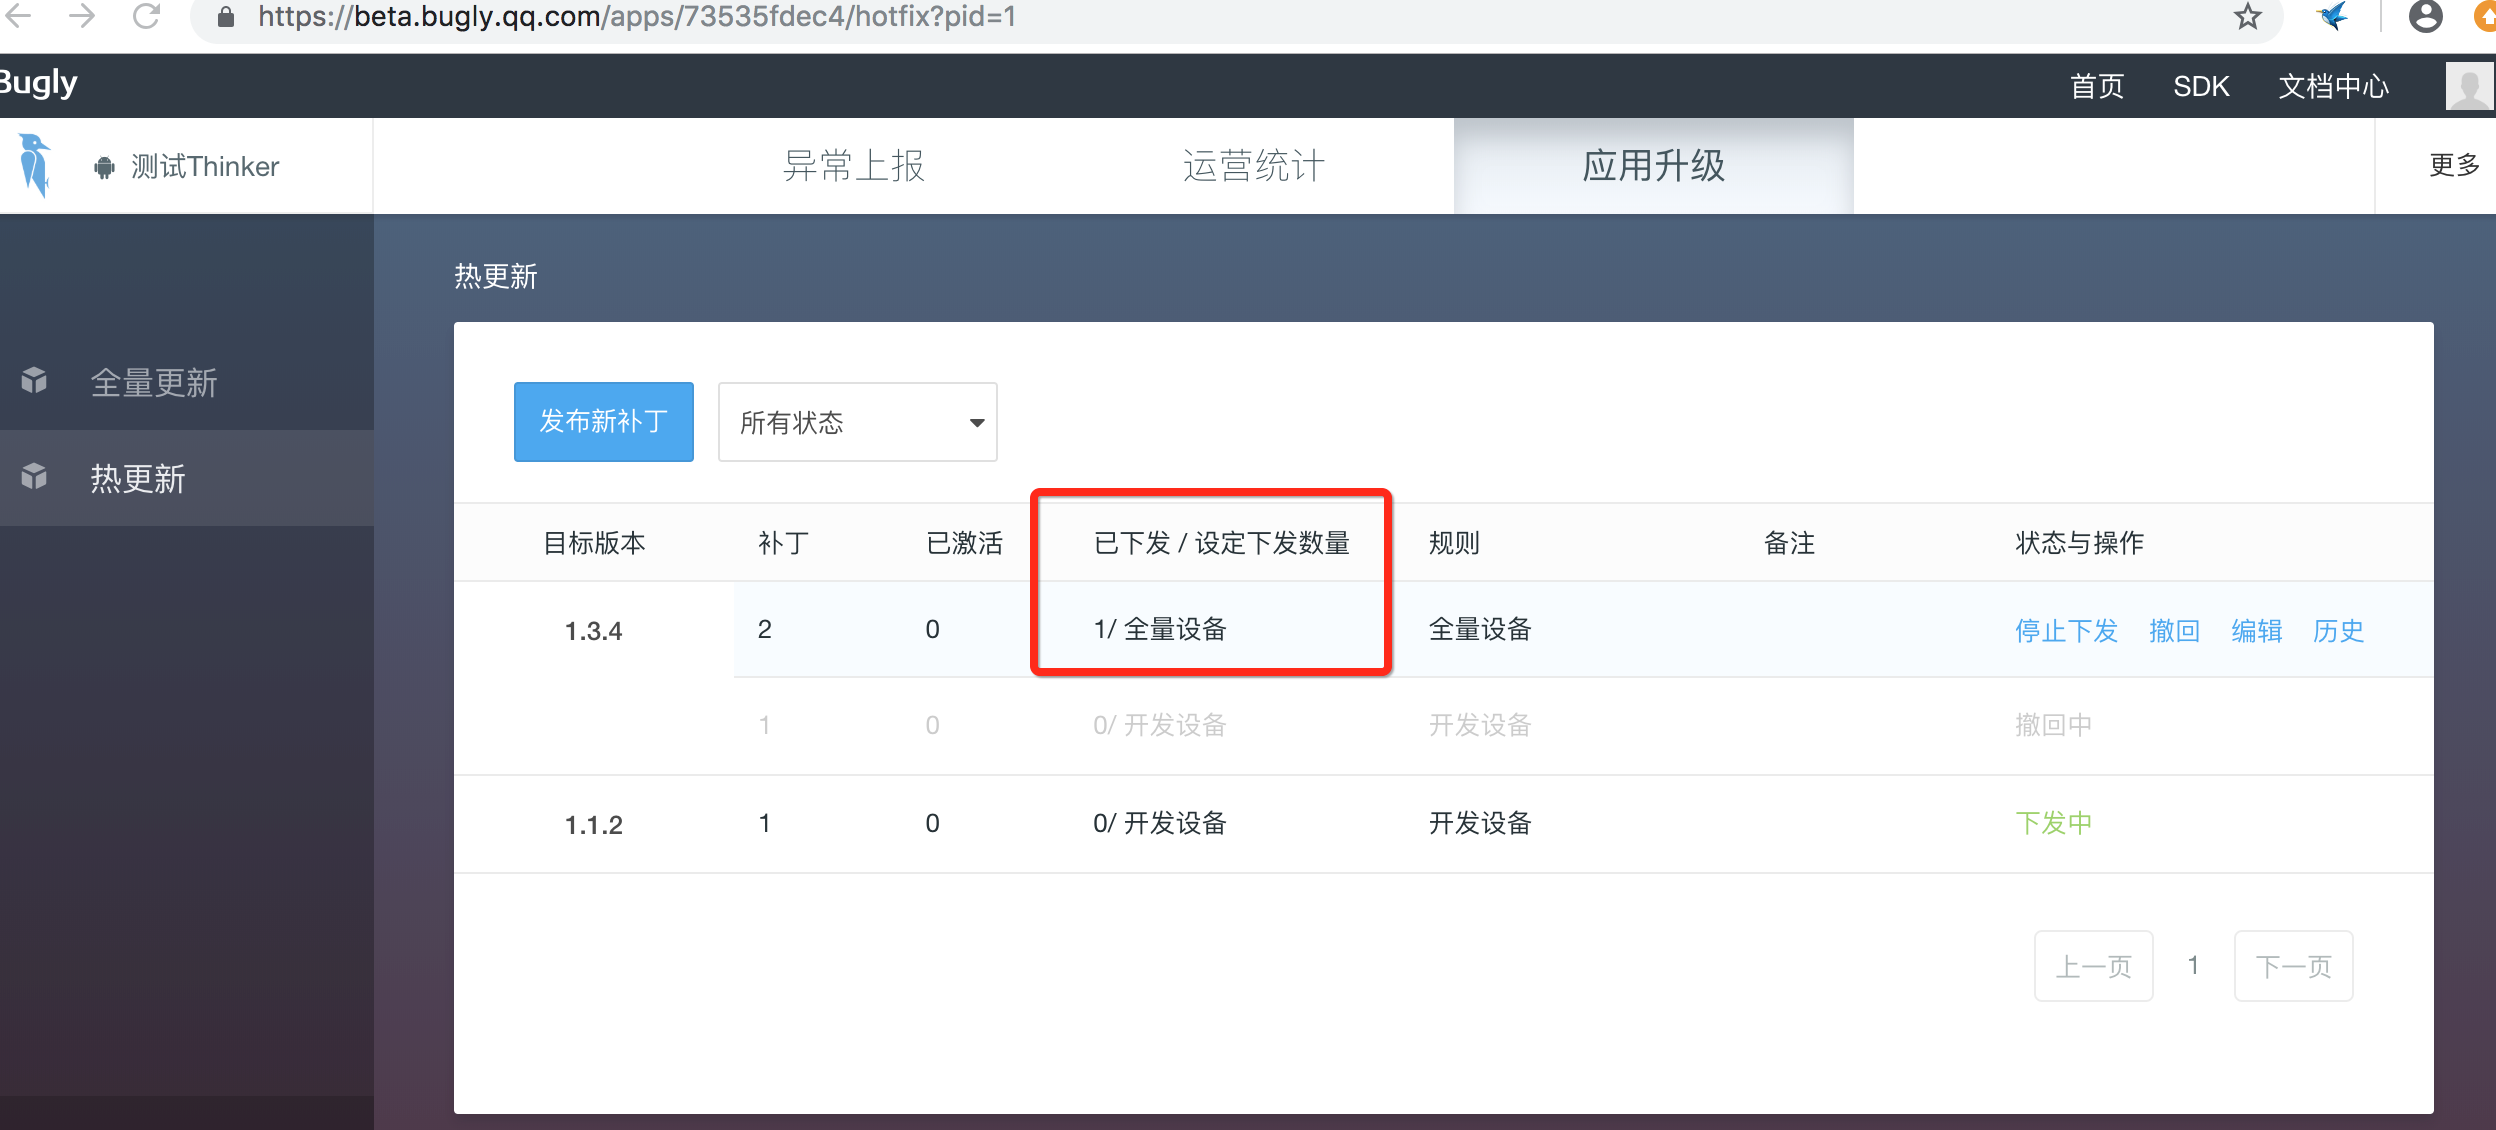 https://beta.bugly.qq.com/apps/73535fdec4/hotfix?pid=1
Bugly
首页 SDK 文档中心
测试Thinker 异常上报 运营统计 应用升级 更多
热更新
全量更新
热更新
发布新补丁 所有状态
目标版本 补丁 已激活 已下发 / 设定下发数量 规则 备注 状态与操作
1.3.4 2 0 1/ 全量设备 全量设备 停止下发 撤回 编辑 历史
1 0 0/ 开发设备 开发设备 撤回中
1.1.2 1 0 0/ 开发设备 开发设备 下发中
上一页 1 下一页